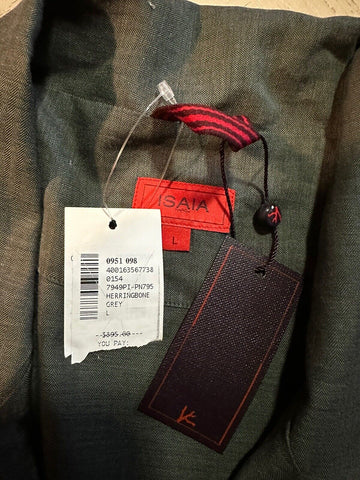 ISAIA
L
0951 098
400163567738
0154
7949PI-PN795
HERRINGBONE
GREY
L
$395.00
YOU PAY: